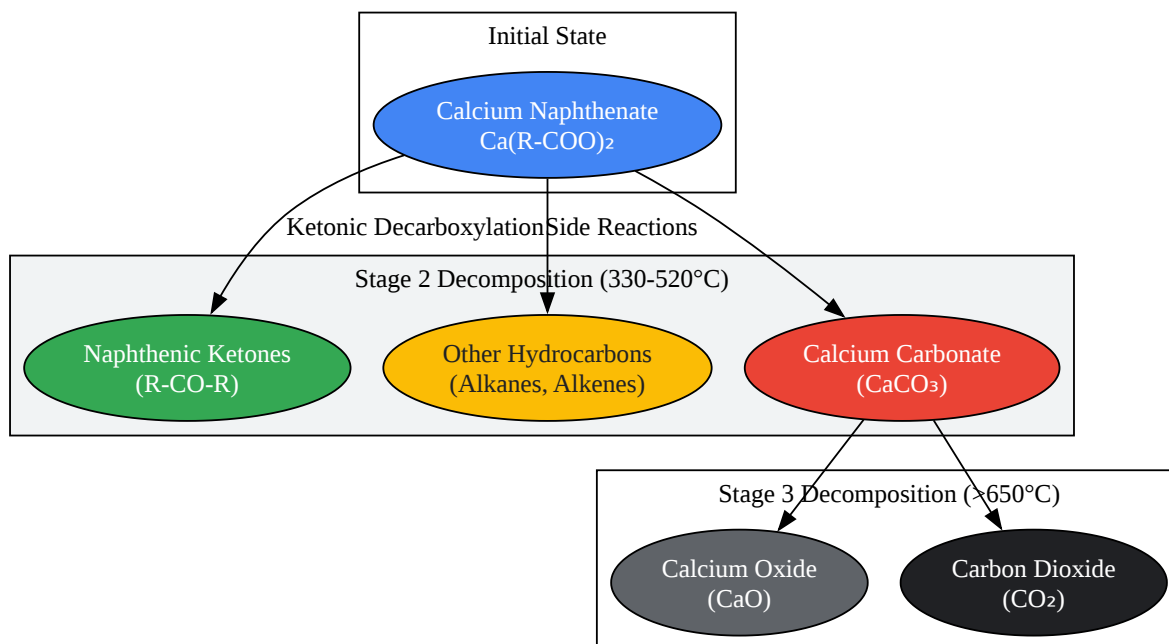 Initial State
Calcium Naphthenate
Ca(R-COO)₂
Ketonic Decarboxylation
Side Reactions
Stage 2 Decomposition (330-520°C)
Naphthenic Ketones
(R-CO-R)
Other Hydrocarbons
(Alkanes, Alkenes)
Calcium Carbonate
(CaCO₃)
Stage 3 Decomposition (>650°C)
Calcium Oxide
(CaO)
Carbon Dioxide
(CO₂)